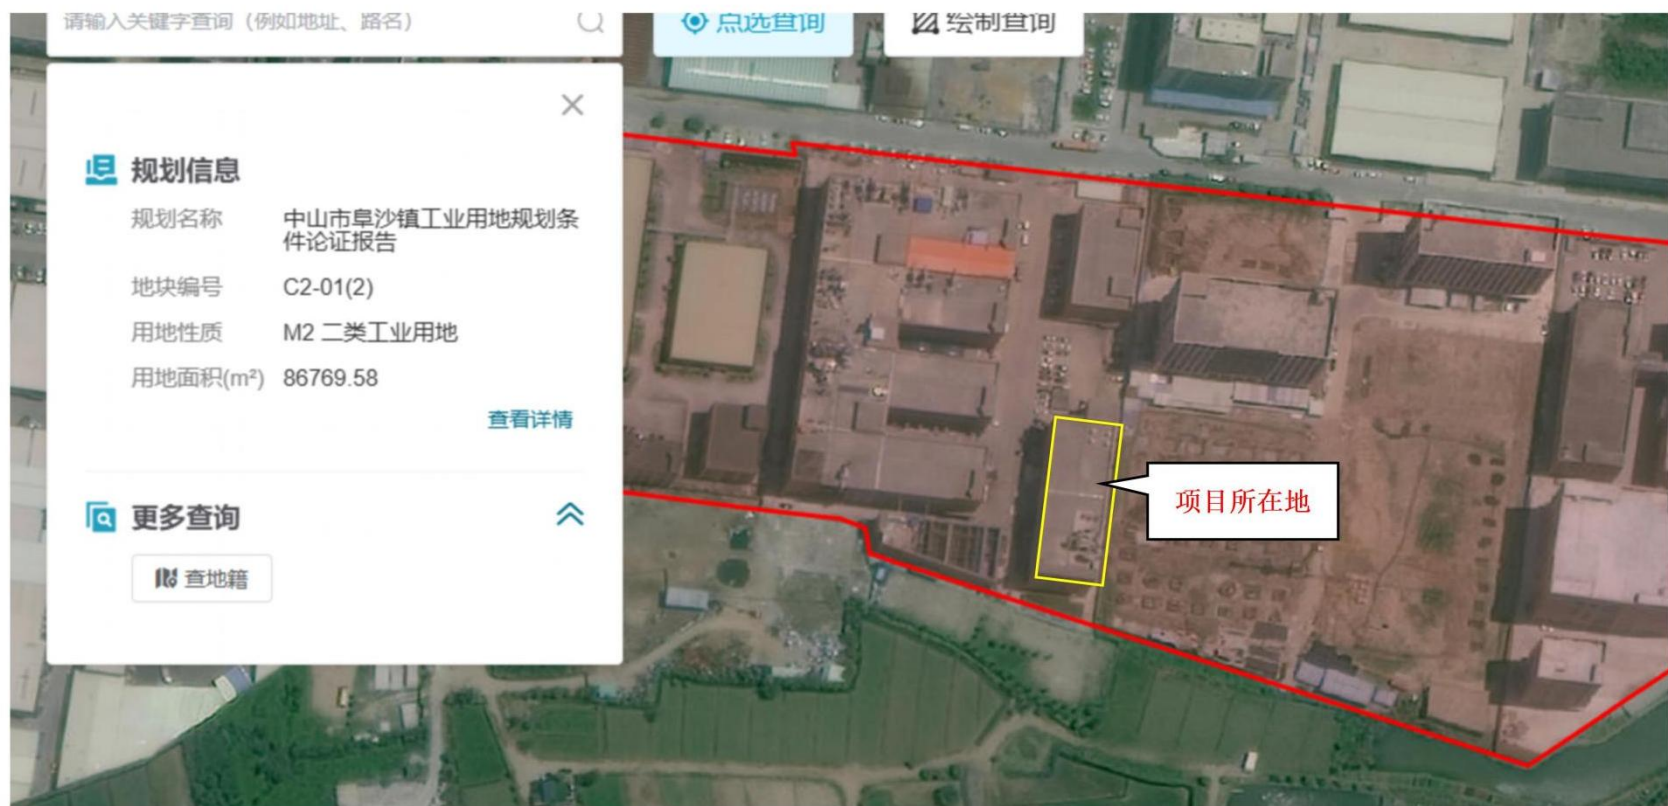 请输入关键字查询（例如地址、路名）
点选查询
绘制查询
规划信息
规划名称 中山市阜沙镇工业用地规划条
件论证报告
地块编号 C2-01(2)
用地性质 M2 二类工业用地
用地面积(m²) 86769.58
查看详情
更多查询
查地籍
项目所在地